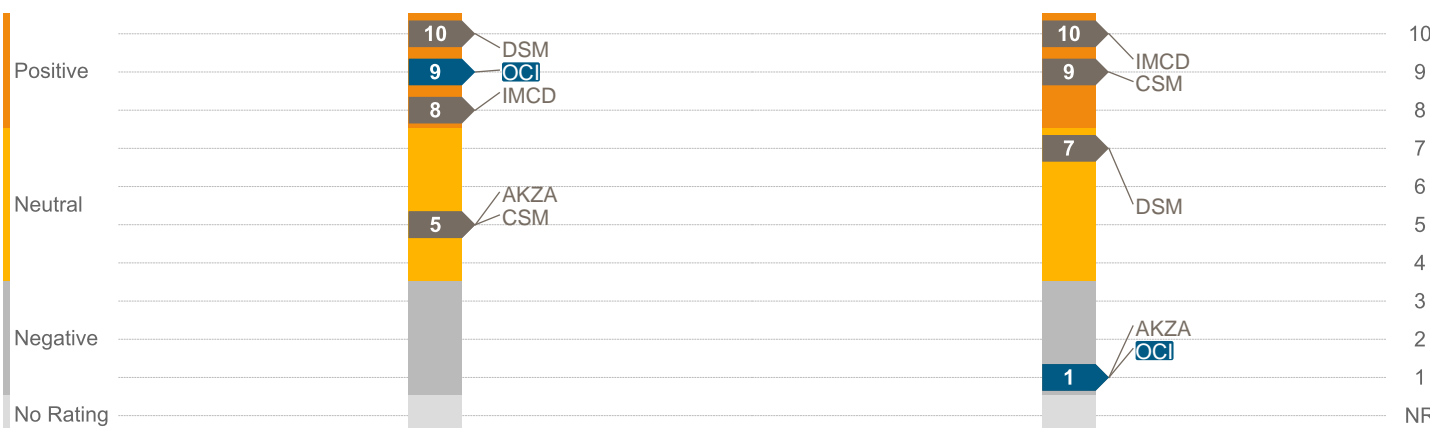 10 10 10
DSM
Positive 9 OCI 9 IMCD 9
CSM
8 IMCD 8
7 7
6
Neutral AKZA DSM
5 CSM 5
4
3
Negative AKZA 2
OCI
1 1
No Rating NR